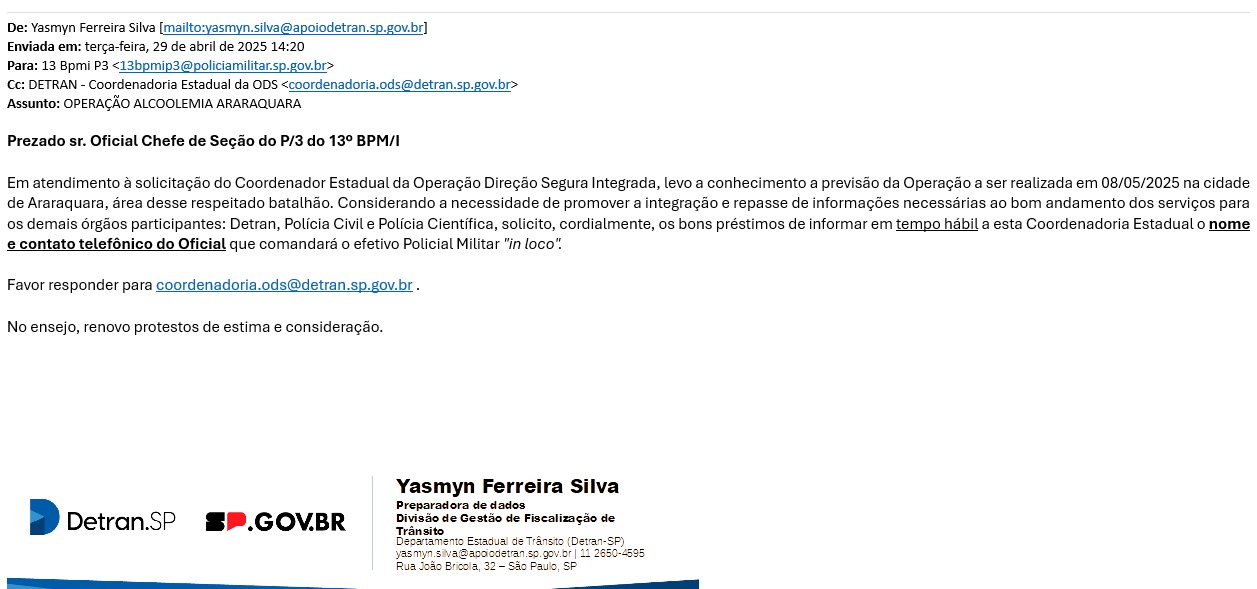 De: Yasmyn Ferreira Silva [mailto:yasmyn.silva@apoiodetran.sp.gov.br]
Enviada em: terça-feira, 29 de abril de 2025 14:20
Para: 13 Bpmi P3 <13bpmip3@policiamilitar.sp.gov.br>
Cc: DETRAN - Coordenadoria Estadual da ODS <coordenadoria.ods@detran.sp.gov.br>
Assunto: OPERAÇÃO ALCOOLEMIA ARARAQUARA
Prezado sr. Oficial Chefe de Seção do P/3 do 13º BPM/I
Em atendimento à solicitação do Coordenador Estadual da Operação Direção Segura Integrada, levo a conhecimento a previsão da Operação a ser realizada em 08/05/2025 na cidade
de Araraquara, área desse respeitado batalhão. Considerando a necessidade de promover a integração e repasse de informações necessárias ao bom andamento dos serviços para
os demais órgãos participantes: Detran, Polícia Civil e Polícia Científica, solicito, cordialmente, os bons préstimos de informar em tempo hábil a esta Coordenadoria Estadual o nome
e contato telefônico do Oficial que comandará o efetivo Policial Militar "in loco".
Favor responder para coordenadoria.ods@detran.sp.gov.br .
No ensejo, renovo protestos de estima e consideração.
Detran.SP SP.GOV.BR
Yasmyn Ferreira Silva
Preparadora de dados
Divisão de Gestão de Fiscalização de
Trânsito
Departamento Estadual de Trânsito (Detran-SP)
yasmyn.silva@apoiodetran.sp.gov.br | 11 2650-4595
Rua João Bricola, 32 – São Paulo, SP